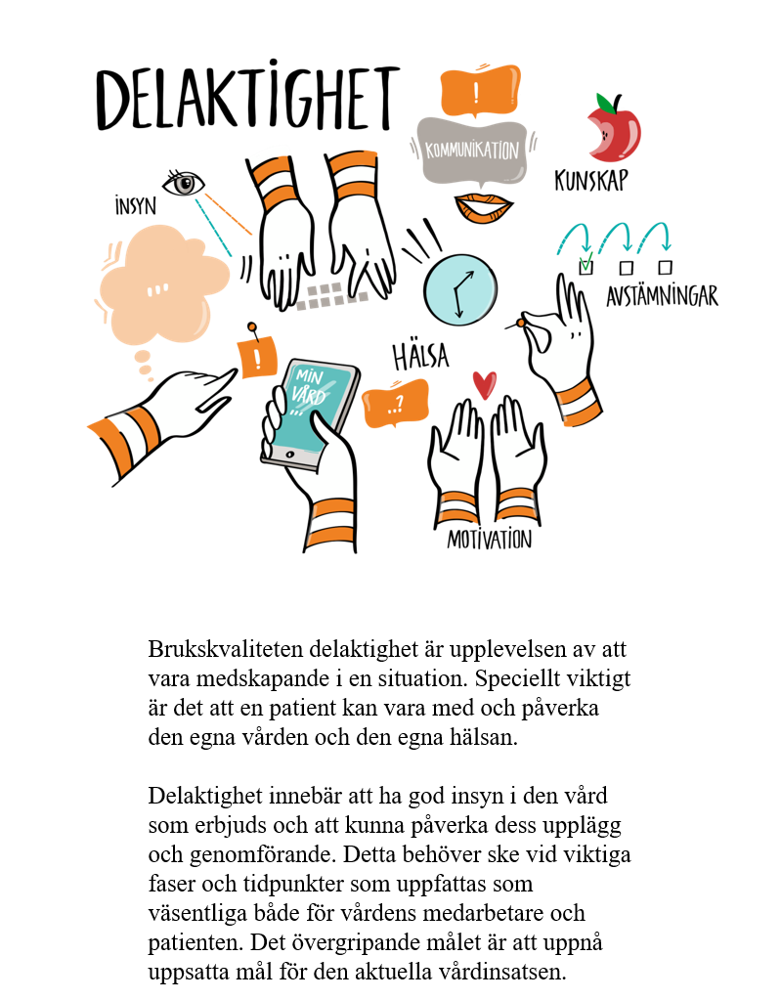 DELAKTIGHET
!
KOMMUNIKATION
KUNSKAP
INSYN
...
AVSTÄMNINGAR
!
MIN
VÅRD
...
HÄLSA
..?
MOTIVATION
Brukskvaliteten delaktighet är upplevelsen av att
vara medskapande i en situation. Speciellt viktigt
är det att en patient kan vara med och påverka
den egna vården och den egna hälsan.
Delaktighet innebär att ha god insyn i den vård
som erbjuds och att kunna påverka dess upplägg
och genomförande. Detta behöver ske vid viktiga
faser och tidpunkter som uppfattas som
väsentliga både för vårdens medarbetare och
patienten. Det övergripande målet är att uppnå
uppsatta mål för den aktuella vårdinsatsen.